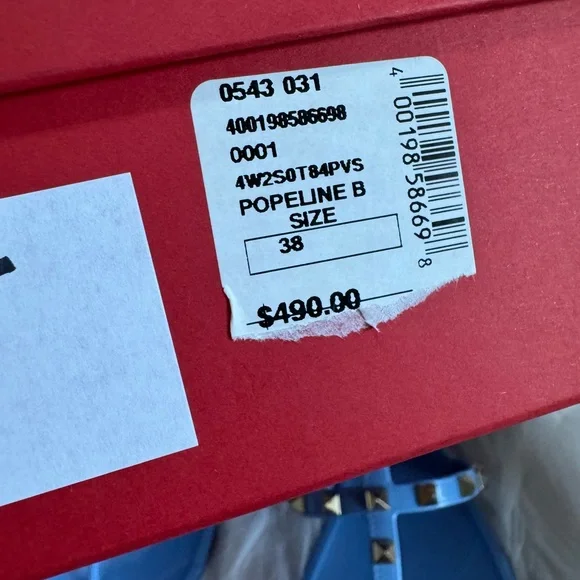 0543 031
400198586698
0001
4W2S0T84PVS
POPELINE B
SIZE
38
$490.00
4 00198 58669 8